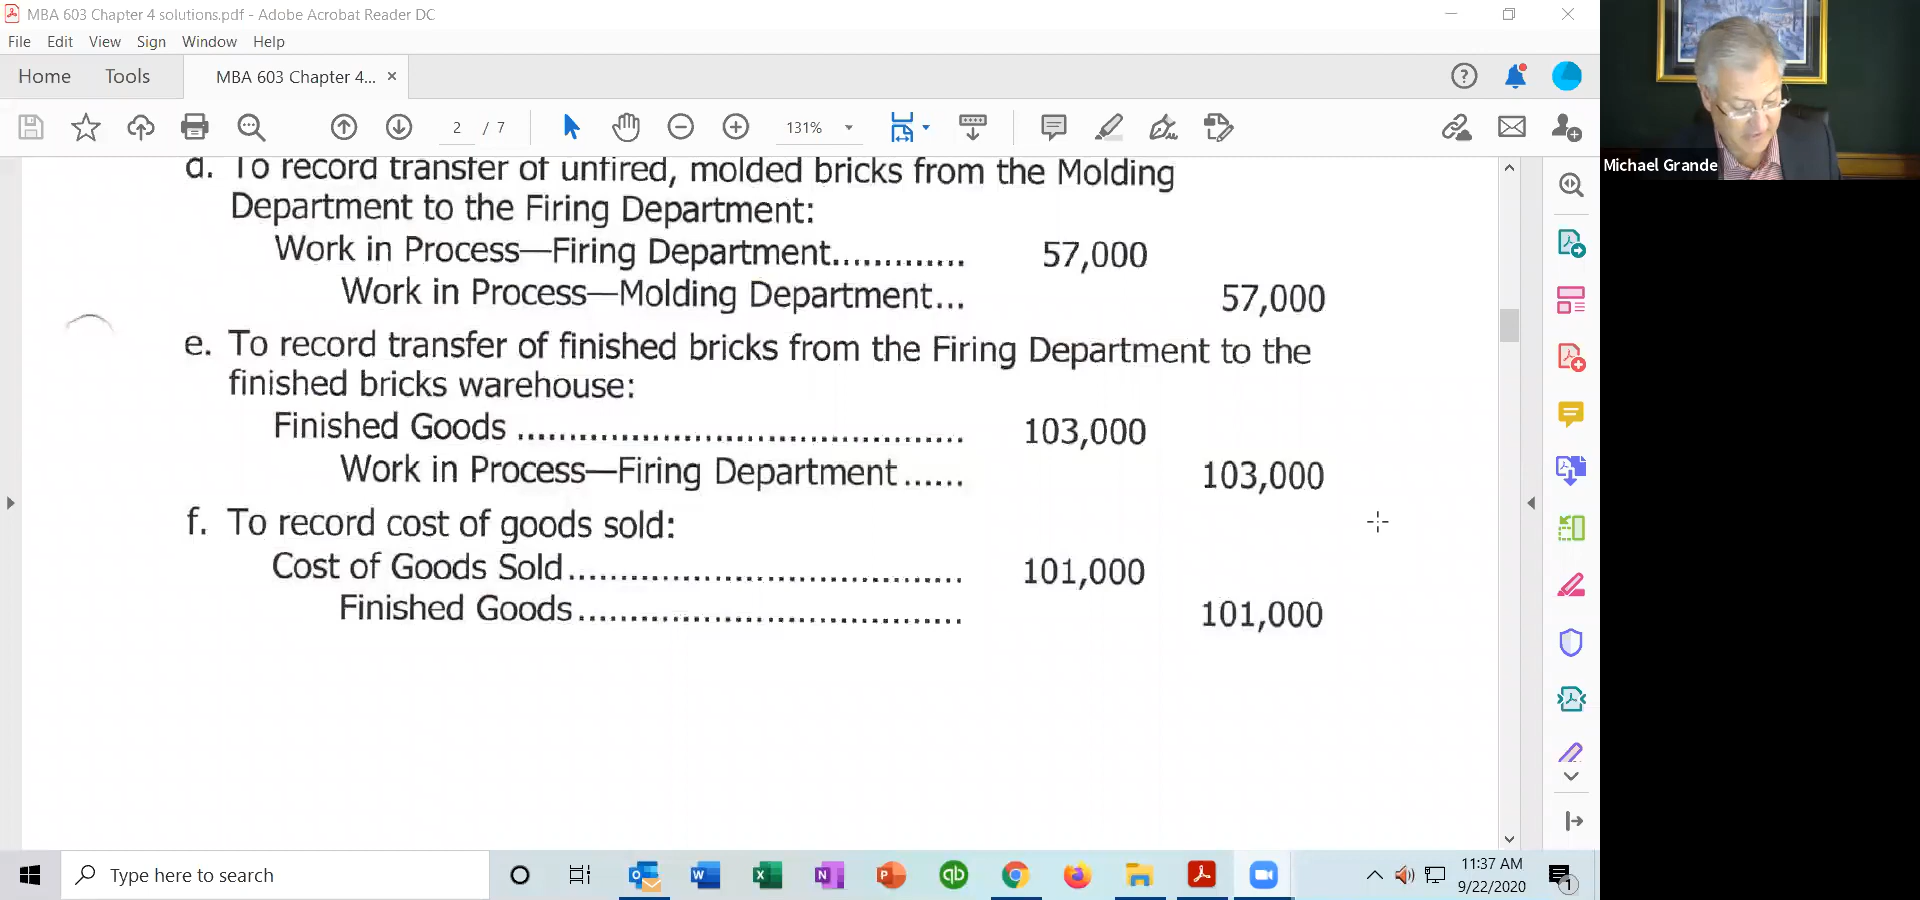 MBA 603 Chapter 4 solutions.pdf - Adobe Acrobat Reader DC
File Edit View Sign Window Help
Home Tools MBA 603 Chapter 4... ×
2 / 7 131%
Michael Grande
d. To record transfer of unfired, molded bricks from the Molding
Department to the Firing Department:
Work in Process—Firing Department............. 57,000
Work in Process—Molding Department... 57,000
e. To record transfer of finished bricks from the Firing Department to the
finished bricks warehouse:
Finished Goods ........................................... 103,000
Work in Process—Firing Department...... 103,000
f. To record cost of goods sold:
Cost of Goods Sold...................................... 101,000
Finished Goods..................................... 101,000
Type here to search
11:37 AM
9/22/2020
1